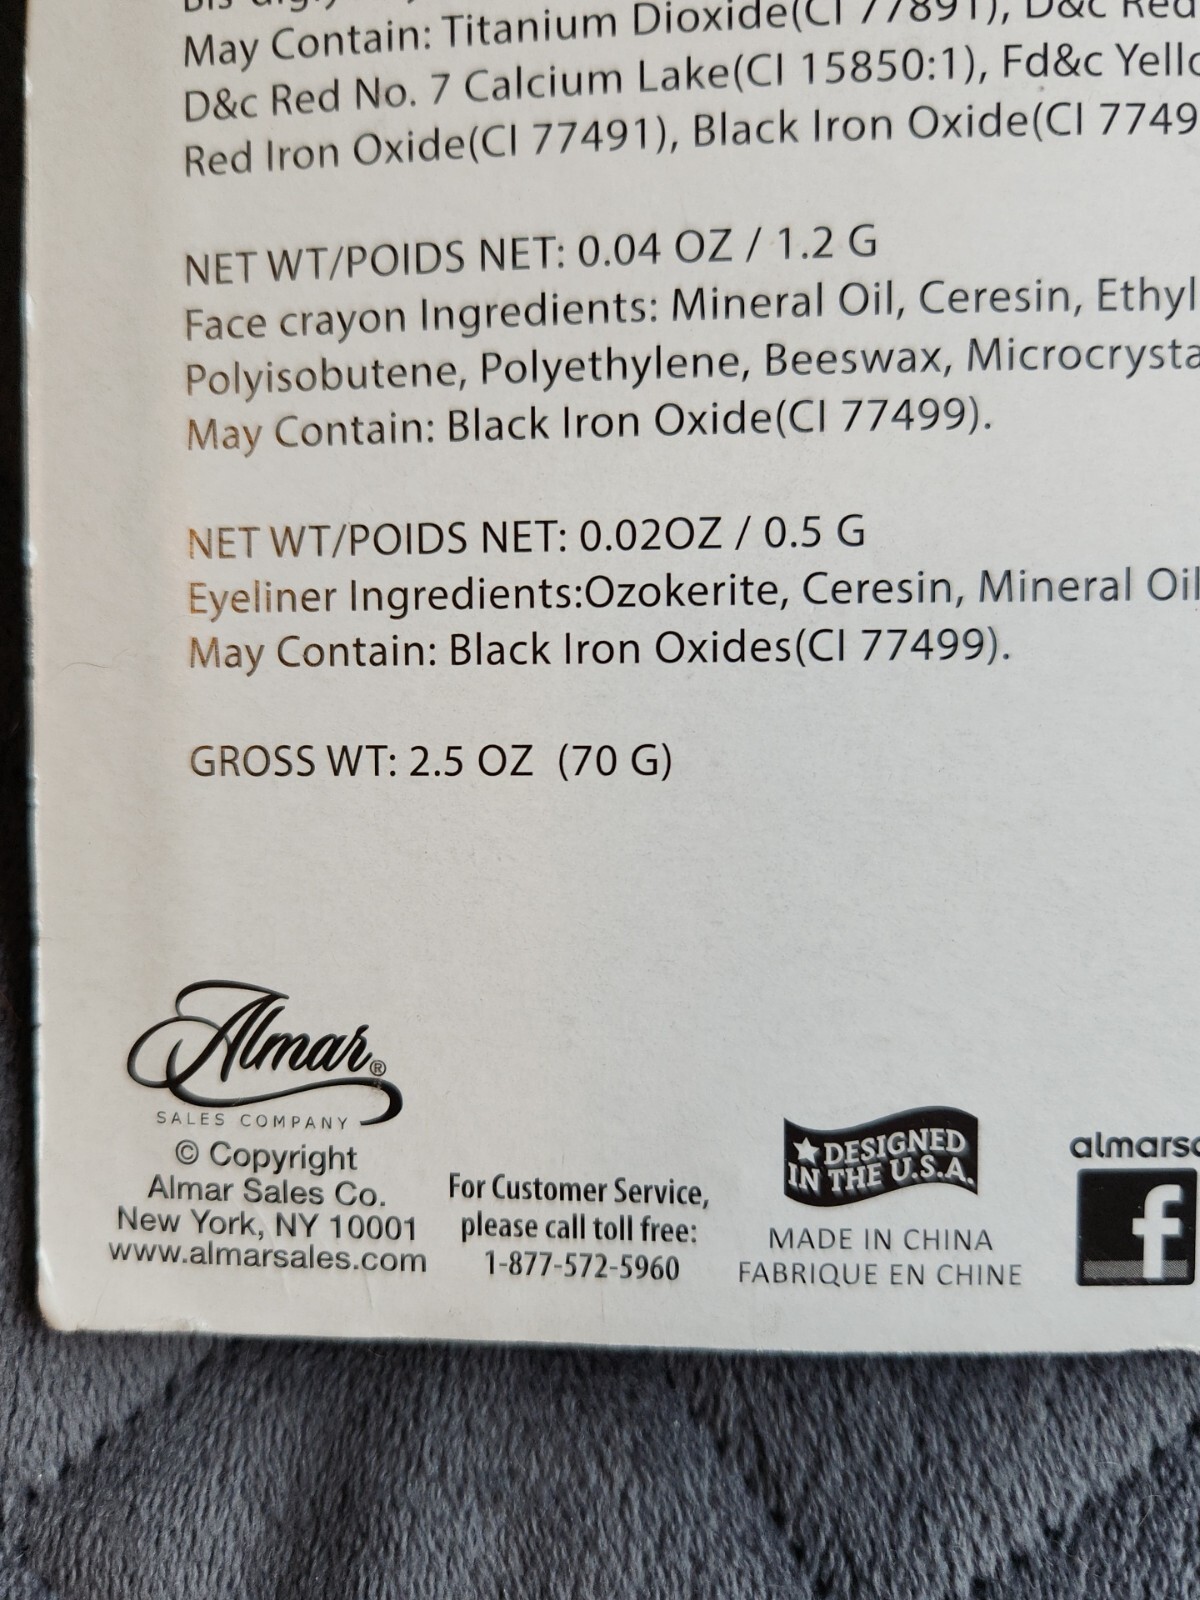 May Contain: Titanium Dioxide(CI 77891), D&c Red
D&c Red No. 7 Calcium Lake(CI 15850:1), Fd&c Yello
Red Iron Oxide(CI 77491), Black Iron Oxide(CI 7749
NET WT/POIDS NET: 0.04 OZ / 1.2 G
Face crayon Ingredients: Mineral Oil, Ceresin, Ethyl
Polyisobutene, Polyethylene, Beeswax, Microcrysta
May Contain: Black Iron Oxide(CI 77499).
NET WT/POIDS NET: 0.02OZ / 0.5 G
Eyeliner Ingredients:Ozokerite, Ceresin, Mineral Oil
May Contain: Black Iron Oxides(CI 77499).
GROSS WT: 2.5 OZ (70 G)
Almar®
SALES COMPANY
© Copyright
Almar Sales Co.
New York, NY 10001
www.almarsales.com
For Customer Service,
please call toll free:
1-877-572-5960
★DESIGNED
IN THE U.S.A.
MADE IN CHINA
FABRIQUE EN CHINE
almarsa
f